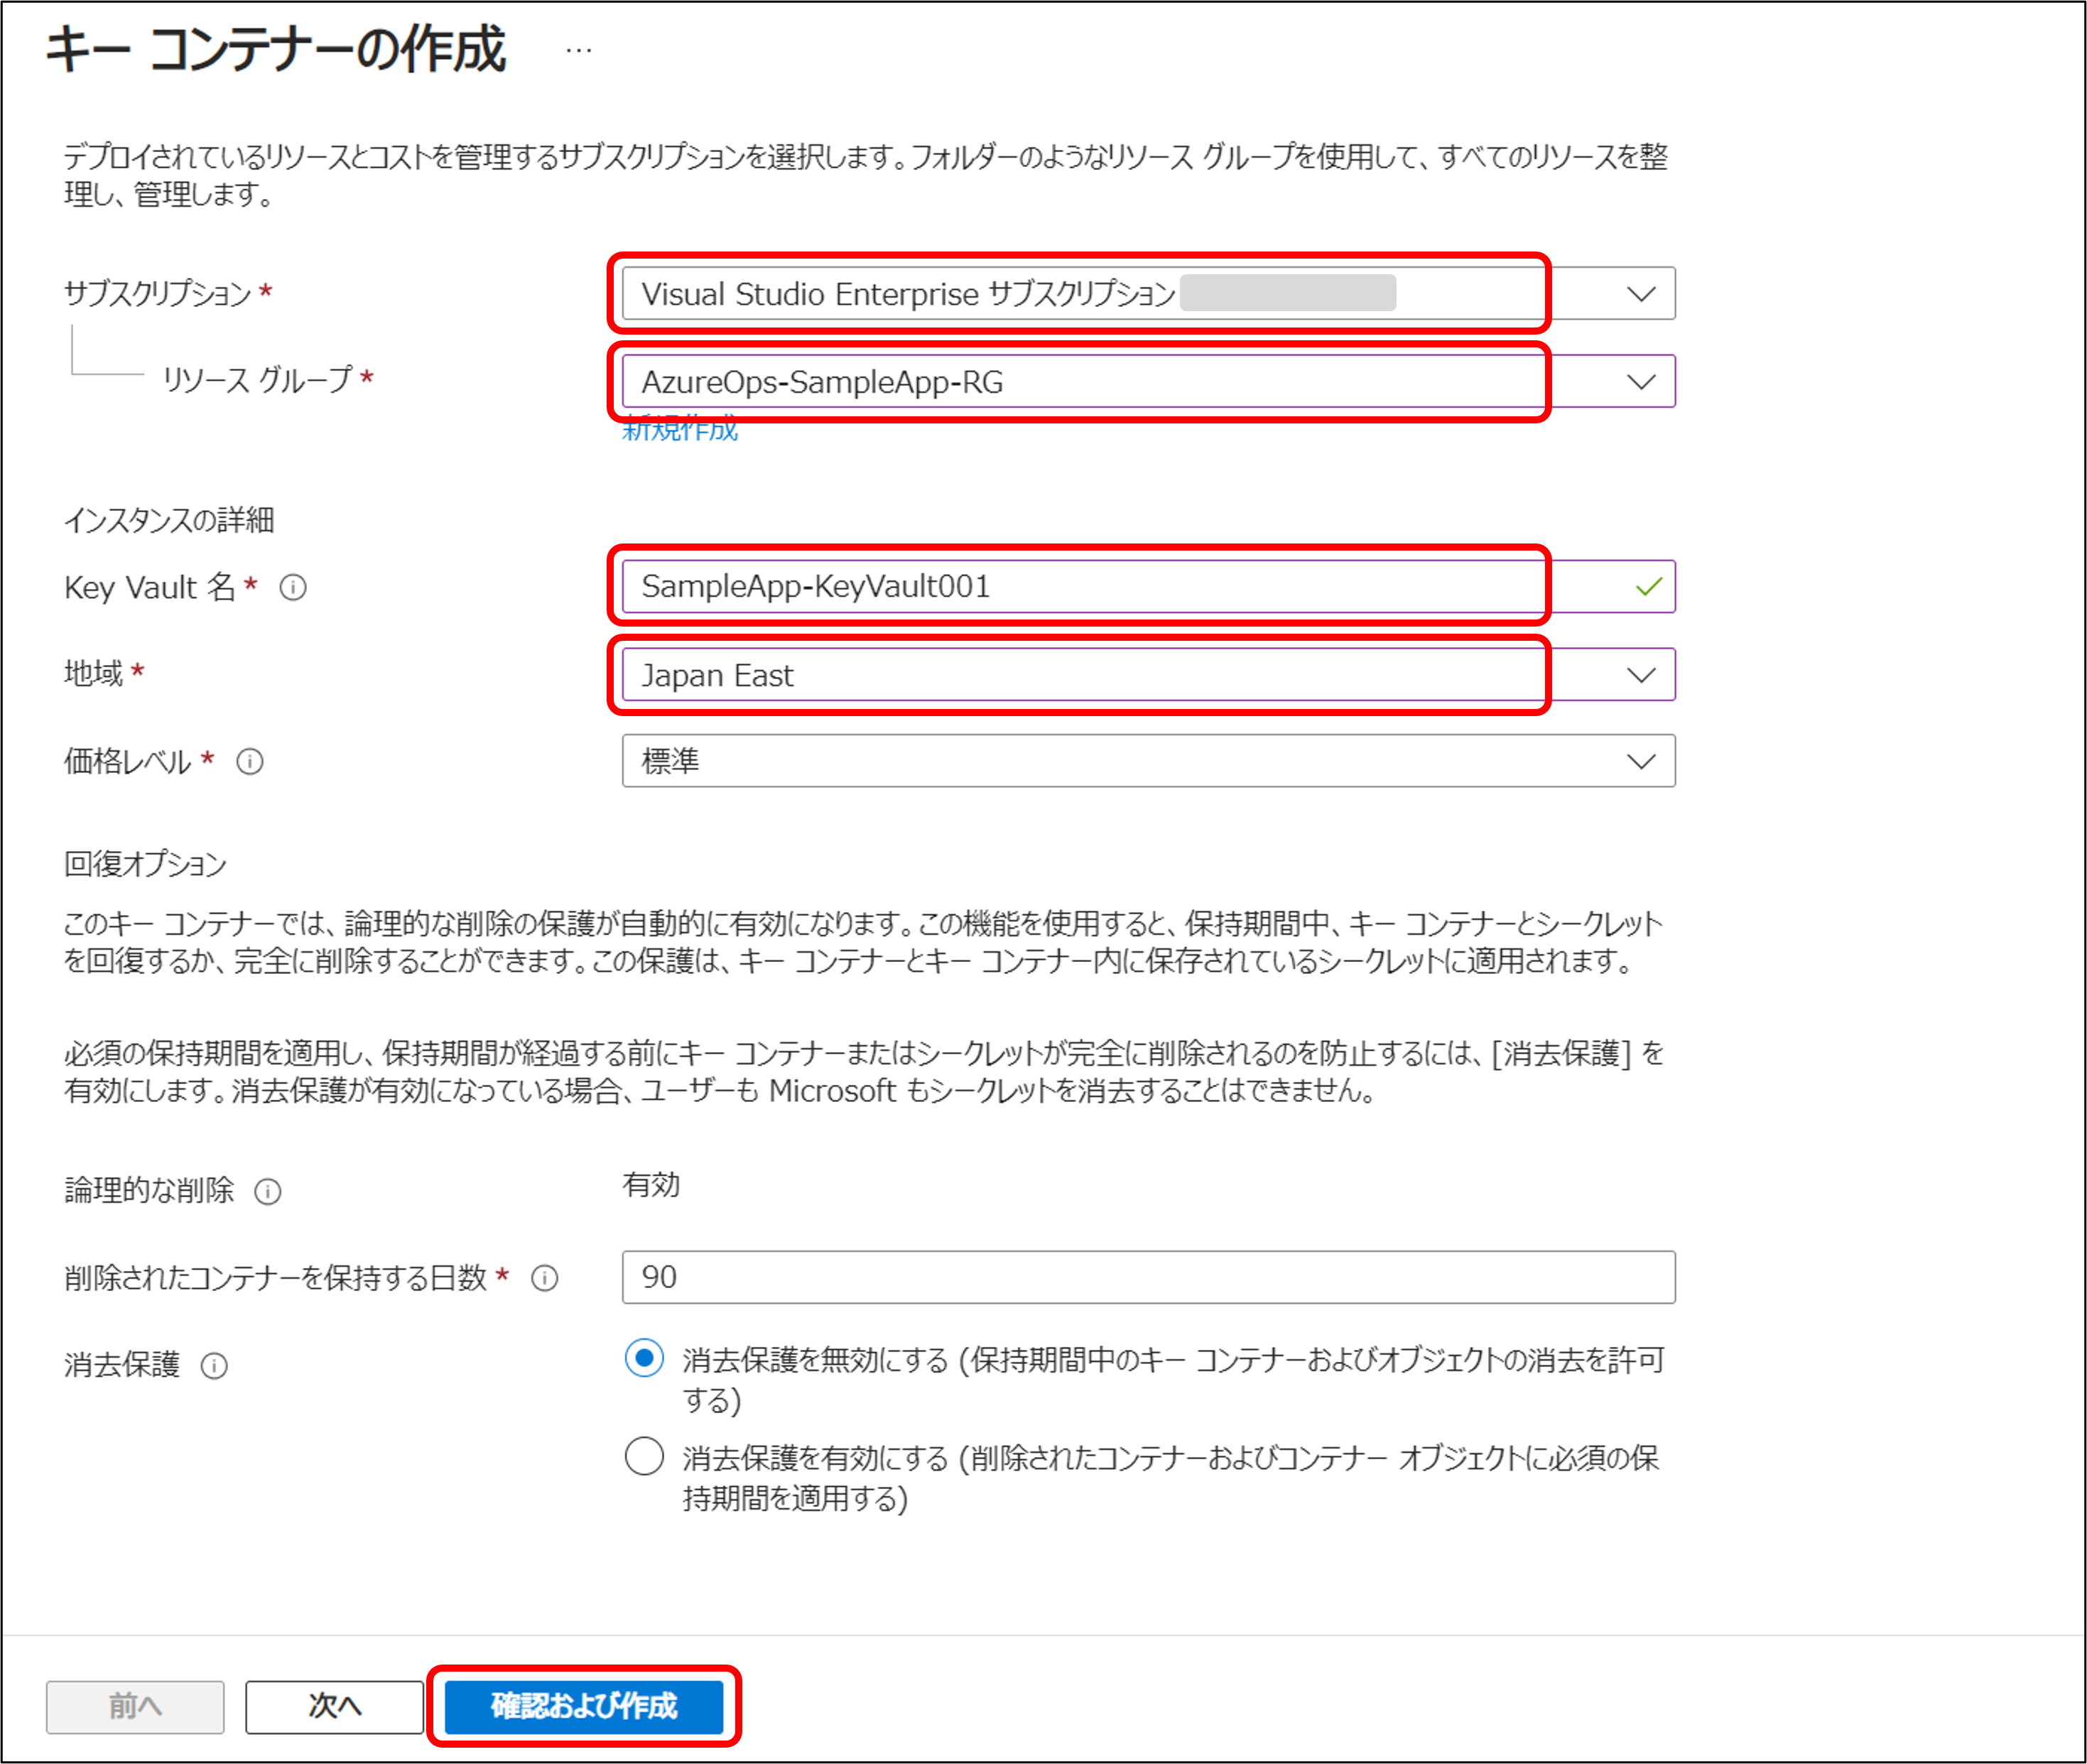 キー コンテナーの作成 …
デプロイされているリソースとコストを管理するサブスクリプションを選択します。フォルダーのようなリソース グループを使用して、すべてのリソースを整
理し、管理します。
サブスクリプション *
Visual Studio Enterprise サブスクリプション
リソース グループ *
AzureOps-SampleApp-RG
新規作成
インスタンスの詳細
Key Vault 名 *
SampleApp-KeyVault001
地域 *
Japan East
価格レベル *
標準
回復オプション
このキー コンテナーでは、論理的な削除の保護が自動的に有効になります。この機能を使用すると、保持期間中、キー コンテナーとシークレット
を回復するか、完全に削除することができます。この保護は、キー コンテナーとキー コンテナー内に保存されているシークレットに適用されます。
必須の保持期間を適用し、保持期間が経過する前にキー コンテナーまたはシークレットが完全に削除されるのを防止するには、[消去保護] を
有効にします。消去保護が有効になっている場合、ユーザーも Microsoft もシークレットを消去することはできません。
論理的な削除
有効
削除されたコンテナーを保持する日数 *
90
消去保護
消去保護を無効にする (保持期間中のキー コンテナーおよびオブジェクトの消去を許可
する)
消去保護を有効にする (削除されたコンテナーおよびコンテナー オブジェクトに必須の保
持期間を適用する)
前へ
次へ
確認および作成